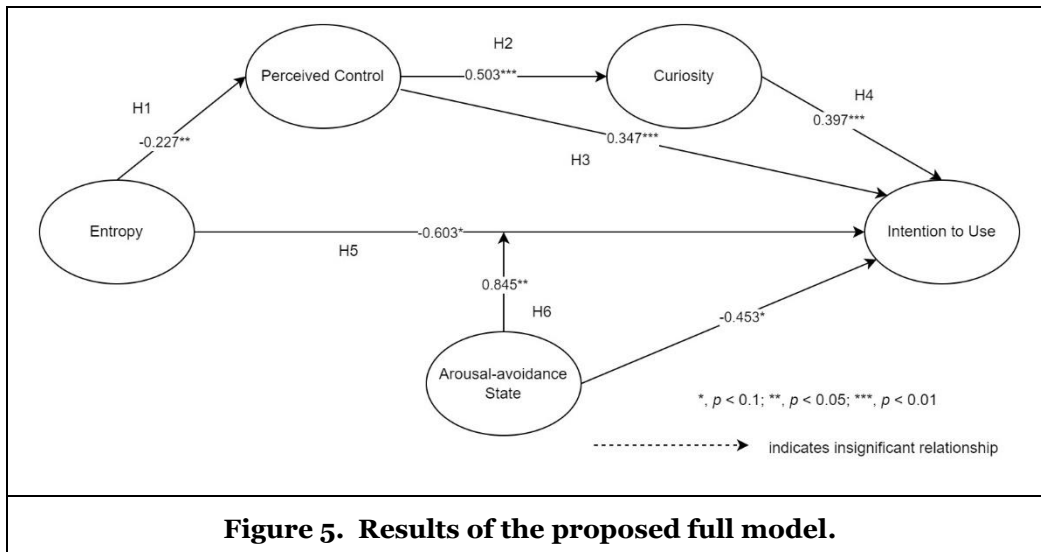 H2
Perceived Control
0.503***
Curiosity
H1
H4
-0.227**
0.347***
0.397***
H3
Entropy
-0.603*
Intention to Use
H5
0.845**
H6
-0.453*
Arousal-avoidance
State
*, p < 0.1; **, p < 0.05; ***, p < 0.01
indicates insignificant relationship
Figure 5. Results of the proposed full model.